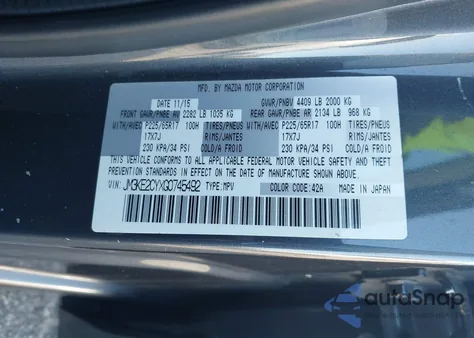 MFD. BY MAZDA MOTOR CORPORATION
DATE 11/15 GVWR/PNBV 4409 LB 2000 KG
FRONT GAWR/PNBE AV 2282 LB 1035 KG REAR GAWR/PNBE AR 2134 LB 968 KG
WITH/AVEC P225/65R17 100H TIRES/PNEUS WITH/AVEC P225/65R17 100H TIRES/PNEUS
17X7J RIMS/JANTES 17X7J RIMS/JANTES
230 KPA/34 PSI COLD/A FROID 230 KPA/34 PSI COLD/A FROID
THIS VEHICLE CONFORMS TO ALL APPLICABLE FEDERAL MOTOR VEHICLE SAFETY, BUMPER, AND THEFT
PREVENTION STANDARDS IN EFFECT ON THE DATE OF MANUFACTURE SHOWN ABOVE.
VIN: JM3KE2CYXG0745492 TYPE: MPV COLOR CODE: 42A MADE IN JAPAN
autoSnap